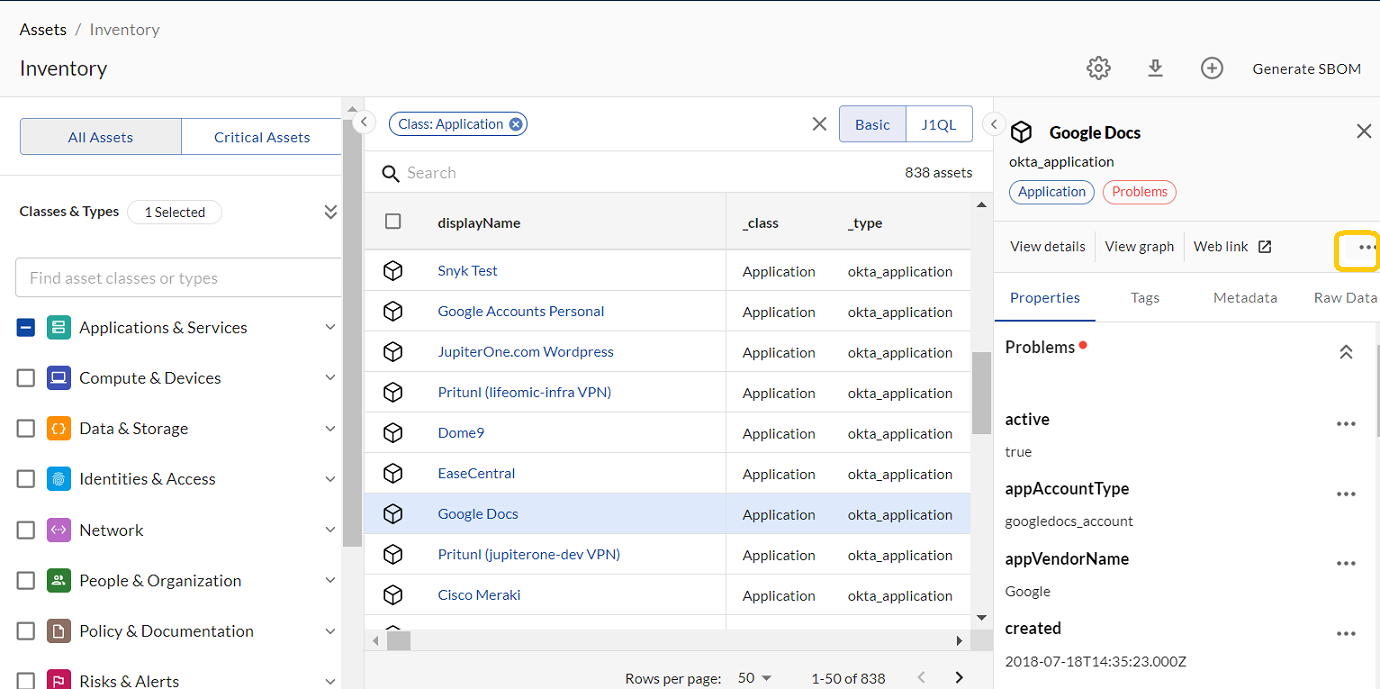 Assets / Inventory
Inventory
Generate SBOM
All Assets
Critical Assets
Classes & Types
1 Selected
Find asset classes or types
Applications & Services
Compute & Devices
Data & Storage
Identities & Access
Network
People & Organization
Policy & Documentation
Risks & Alerts
Class: Application
Basic
J1QL
Search
838 assets
displayName _class _type
Snyk Test Application okta_application
Google Accounts Personal Application okta_application
JupiterOne.com Wordpress Application okta_application
Pritunl (lifeomic-infra VPN) Application okta_application
Dome9 Application okta_application
EaseCentral Application okta_application
Google Docs Application okta_application
Pritunl (jupiterone-dev VPN) Application okta_application
Cisco Meraki Application okta_application
Rows per page: 50 1-50 of 838
Google Docs
okta_application
Application Problems
View details View graph Web link
Properties Tags Metadata Raw Data
Problems
active
true
appAccountType
googledocs_account
appVendorName
Google
created
2018-07-18T14:35:23.000Z